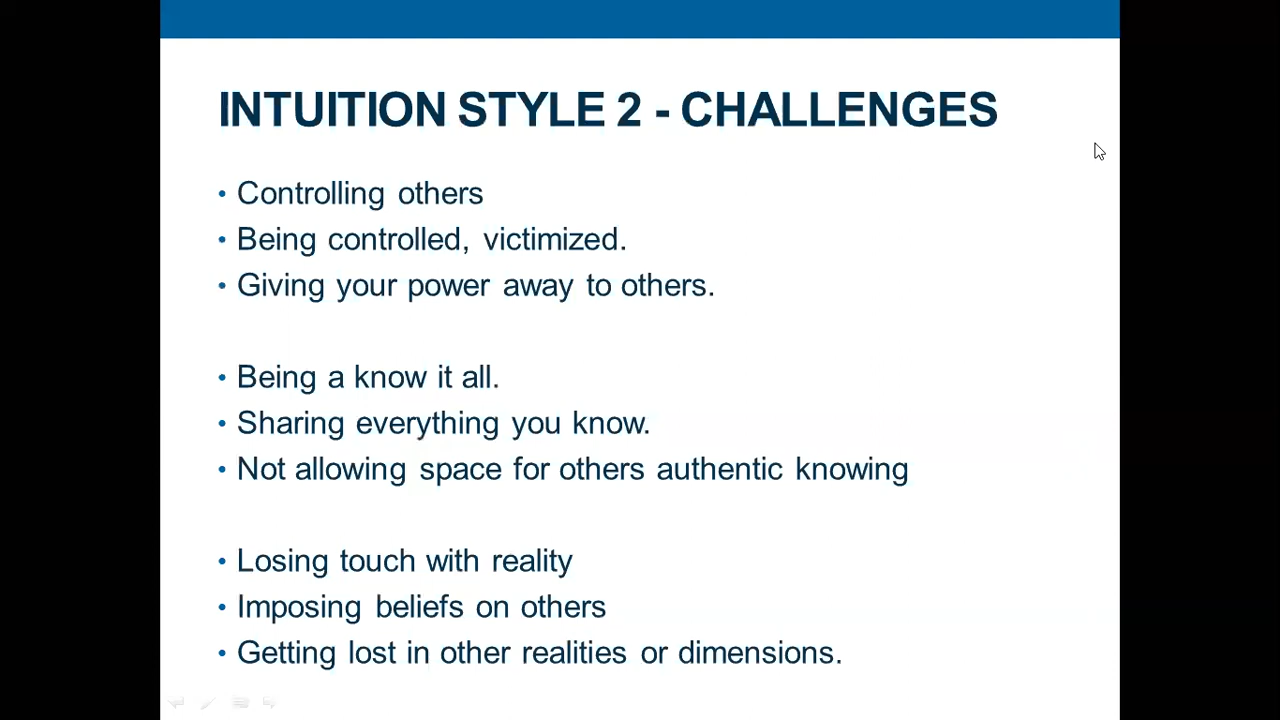 INTUITION STYLE 2 - CHALLENGES
• Controlling others
• Being controlled, victimized.
• Giving your power away to others.
• Being a know it all.
• Sharing everything you know.
• Not allowing space for others authentic knowing
• Losing touch with reality
• Imposing beliefs on others
• Getting lost in other realities or dimensions.